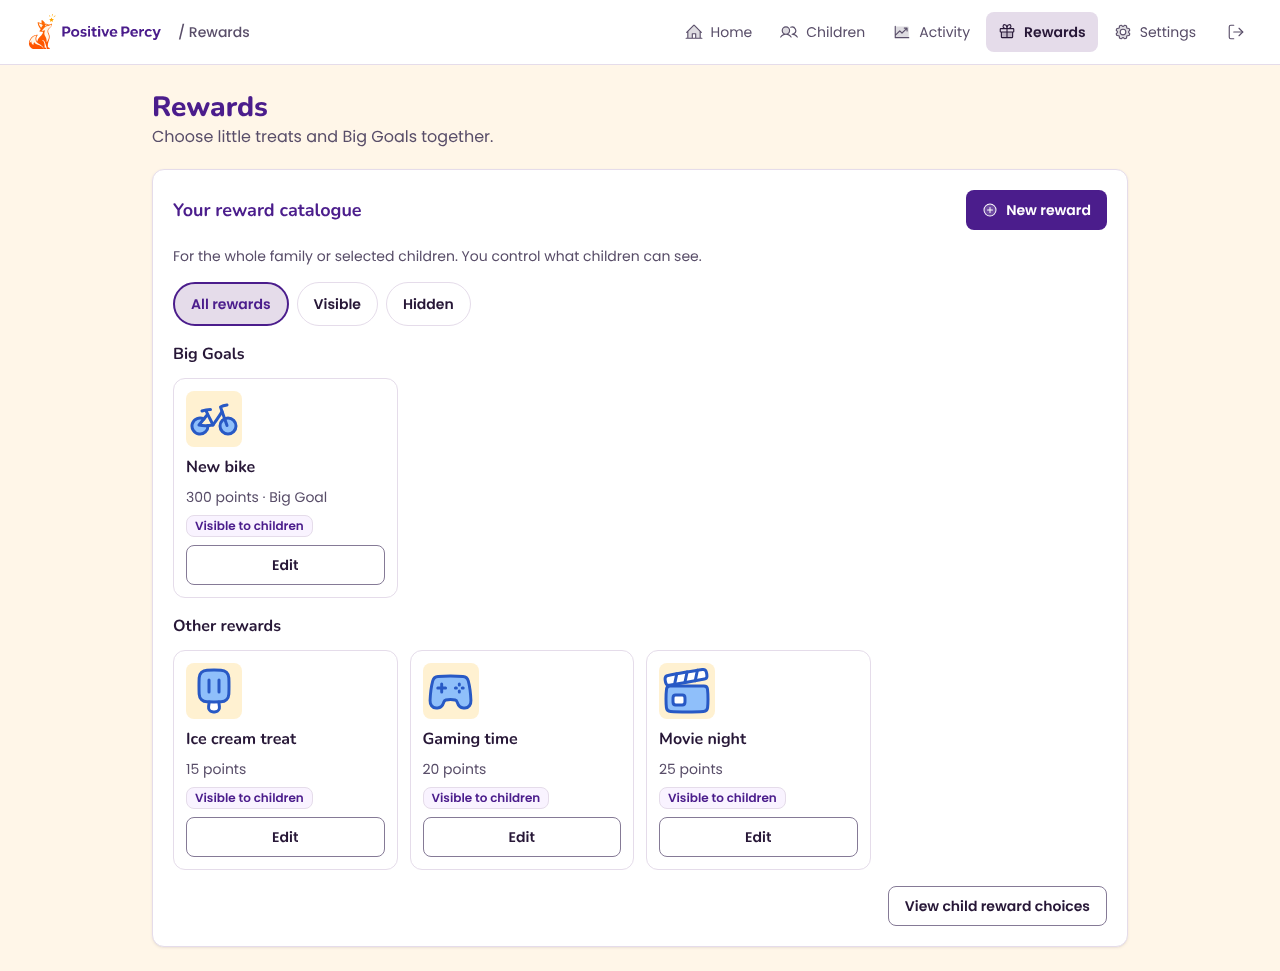 Positive Percy / Rewards Home Children Activity Rewards Settings
Rewards
Choose little treats and Big Goals together.
Your reward catalogue New reward
For the whole family or selected children. You control what children can see.
All rewards Visible Hidden
Big Goals
New bike
300 points · Big Goal
Visible to children
Edit
Other rewards
Ice cream treat
15 points
Visible to children
Edit
Gaming time
20 points
Visible to children
Edit
Movie night
25 points
Visible to children
Edit
View child reward choices